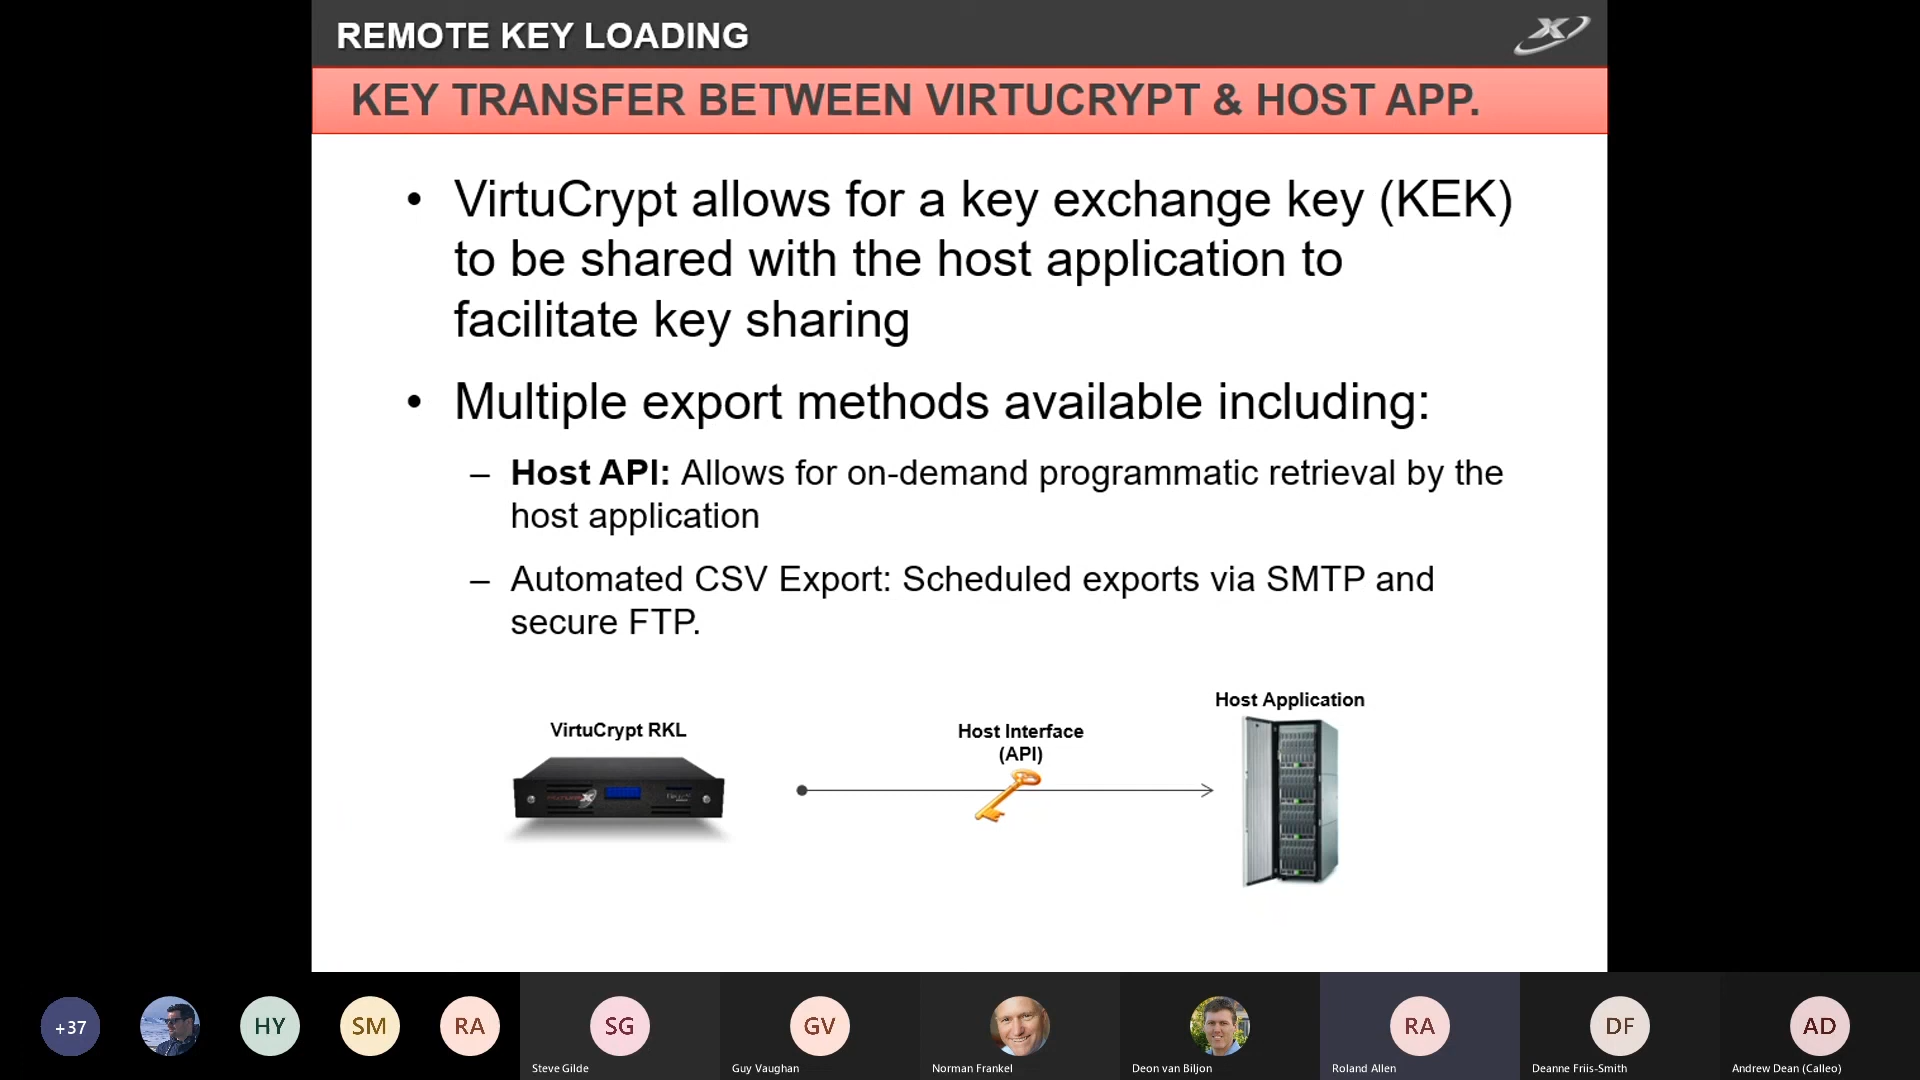 REMOTE KEY LOADING
KEY TRANSFER BETWEEN VIRTUCRYPT & HOST APP.
• VirtuCrypt allows for a key exchange key (KEK)
to be shared with the host application to
facilitate key sharing
• Multiple export methods available including:
– Host API: Allows for on-demand programmatic retrieval by the
host application
– Automated CSV Export: Scheduled exports via SMTP and
secure FTP.
Host Application
VirtuCrypt RKL
Host Interface
(API)
+37
HY
SM
RA
SG
GV
RA
DF
AD
Steve Gilde
Guy Vaughan
Norman Frankel
Deon van Biljon
Roland Allen
Deanne Friis-Smith
Andrew Dean (Calleo)